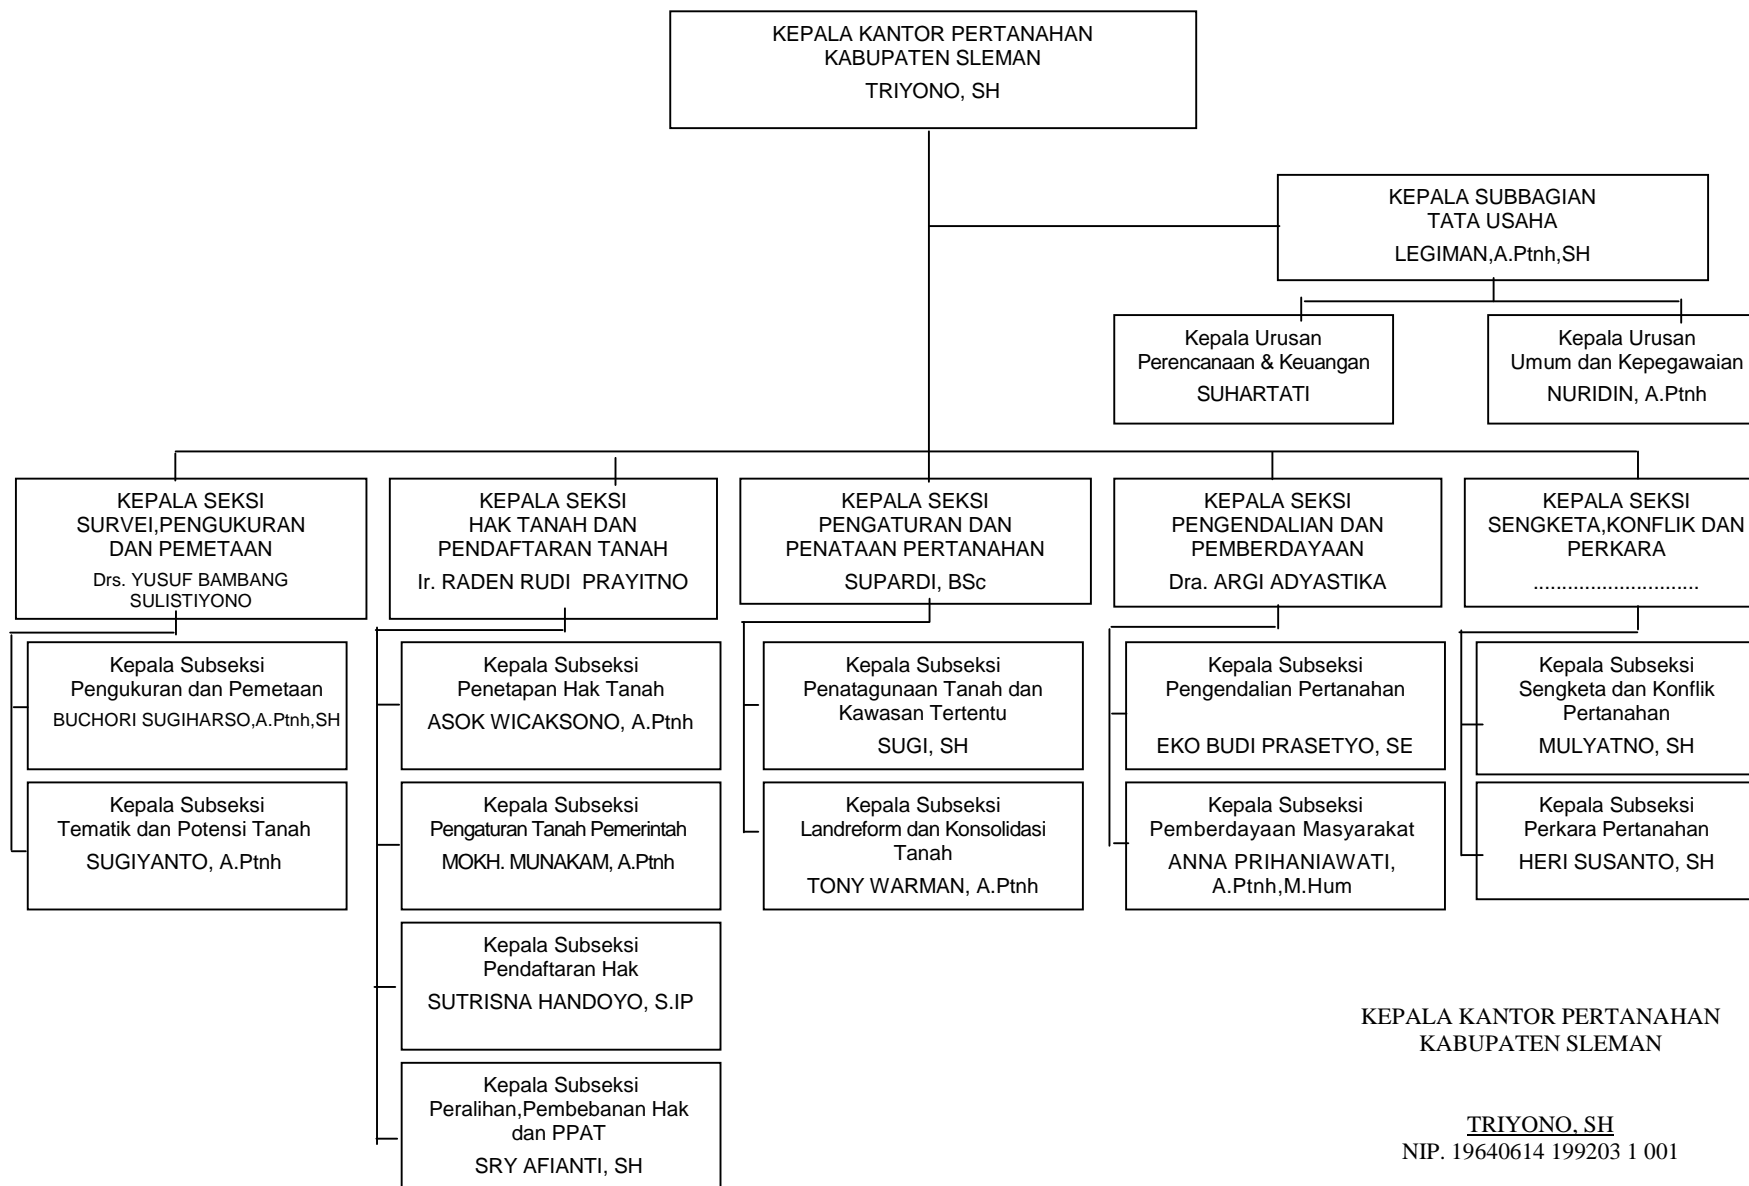 KEPALA KANTOR PERTANAHAN
KABUPATEN SLEMAN
TRIYONO, SH
KEPALA SUBBAGIAN
TATA USAHA
LEGIMAN,A.Ptnh,SH
Kepala Urusan
Perencanaan & Keuangan
SUHARTATI
Kepala Urusan
Umum dan Kepegawaian
NURIDIN, A.Ptnh
KEPALA SEKSI
SURVEI,PENGUKURAN
DAN PEMETAAN
Drs. YUSUF BAMBANG
SULISTIYONO
KEPALA SEKSI
HAK TANAH DAN
PENDAFTARAN TANAH
Ir. RADEN RUDI  PRAYITNO
KEPALA SEKSI
PENGATURAN DAN
PENATAAN PERTANAHAN
SUPARDI, BSc
KEPALA SEKSI
PENGENDALIAN DAN
PEMBERDAYAAN
Dra. ARGI ADYASTIKA
KEPALA SEKSI
SENGKETA,KONFLIK DAN
PERKARA
.............................
Kepala Subseksi
Pengukuran dan Pemetaan
BUCHORI SUGIHARSO,A.Ptnh,SH
Kepala Subseksi
Tematik dan Potensi Tanah
SUGIYANTO, A.Ptnh
Kepala Subseksi
Penetapan Hak Tanah
ASOK WICAKSONO, A.Ptnh
Kepala Subseksi
Pengaturan Tanah Pemerintah
MOKH. MUNAKAM, A.Ptnh
Kepala Subseksi
Pendaftaran Hak
SUTRISNA HANDOYO, S.IP
Kepala Subseksi
Peralihan,Pembebanan Hak
dan PPAT
SRY AFIANTI, SH
Kepala Subseksi
Penatagunaan Tanah dan
Kawasan Tertentu
SUGI, SH
Kepala Subseksi
Landreform dan Konsolidasi
Tanah
TONY WARMAN, A.Ptnh
Kepala Subseksi
Pengendalian Pertanahan
EKO BUDI PRASETYO, SE
Kepala Subseksi
Pemberdayaan Masyarakat
ANNA PRIHANIAWATI,
A.Ptnh,M.Hum
Kepala Subseksi
Sengketa dan Konflik
Pertanahan
MULYATNO, SH
Kepala Subseksi
Perkara Pertanahan
HERI SUSANTO, SH
KEPALA KANTOR PERTANAHAN
KABUPATEN SLEMAN
TRIYONO, SH
NIP. 19640614 199203 1 001